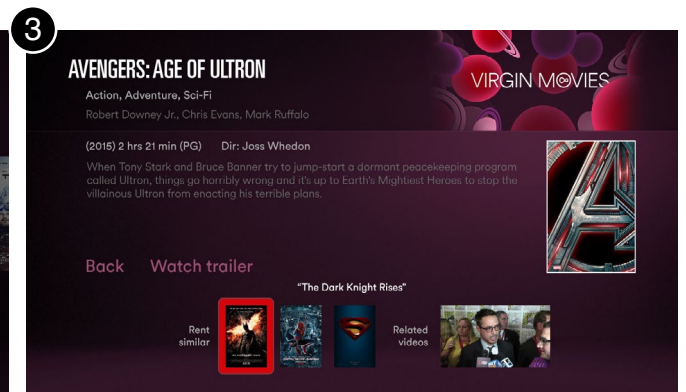 3
AVENGERS: AGE OF ULTRON
VIRGIN MOVIES
Action, Adventure, Sci-Fi
Robert Downey Jr., Chris Evans, Mark Ruffalo
(2015) 2 hrs 21 min (PG) Dir: Joss Whedon
When Tony Stark and Bruce Banner try to jump-start a dormant peacekeeping program
called Ultron, things go horribly wrong and it's up to Earth's Mightiest Heroes to stop the
villainous Ultron from enacting his terrible plans.
Back Watch trailer
“The Dark Knight Rises”
Rent
similar
Related
videos